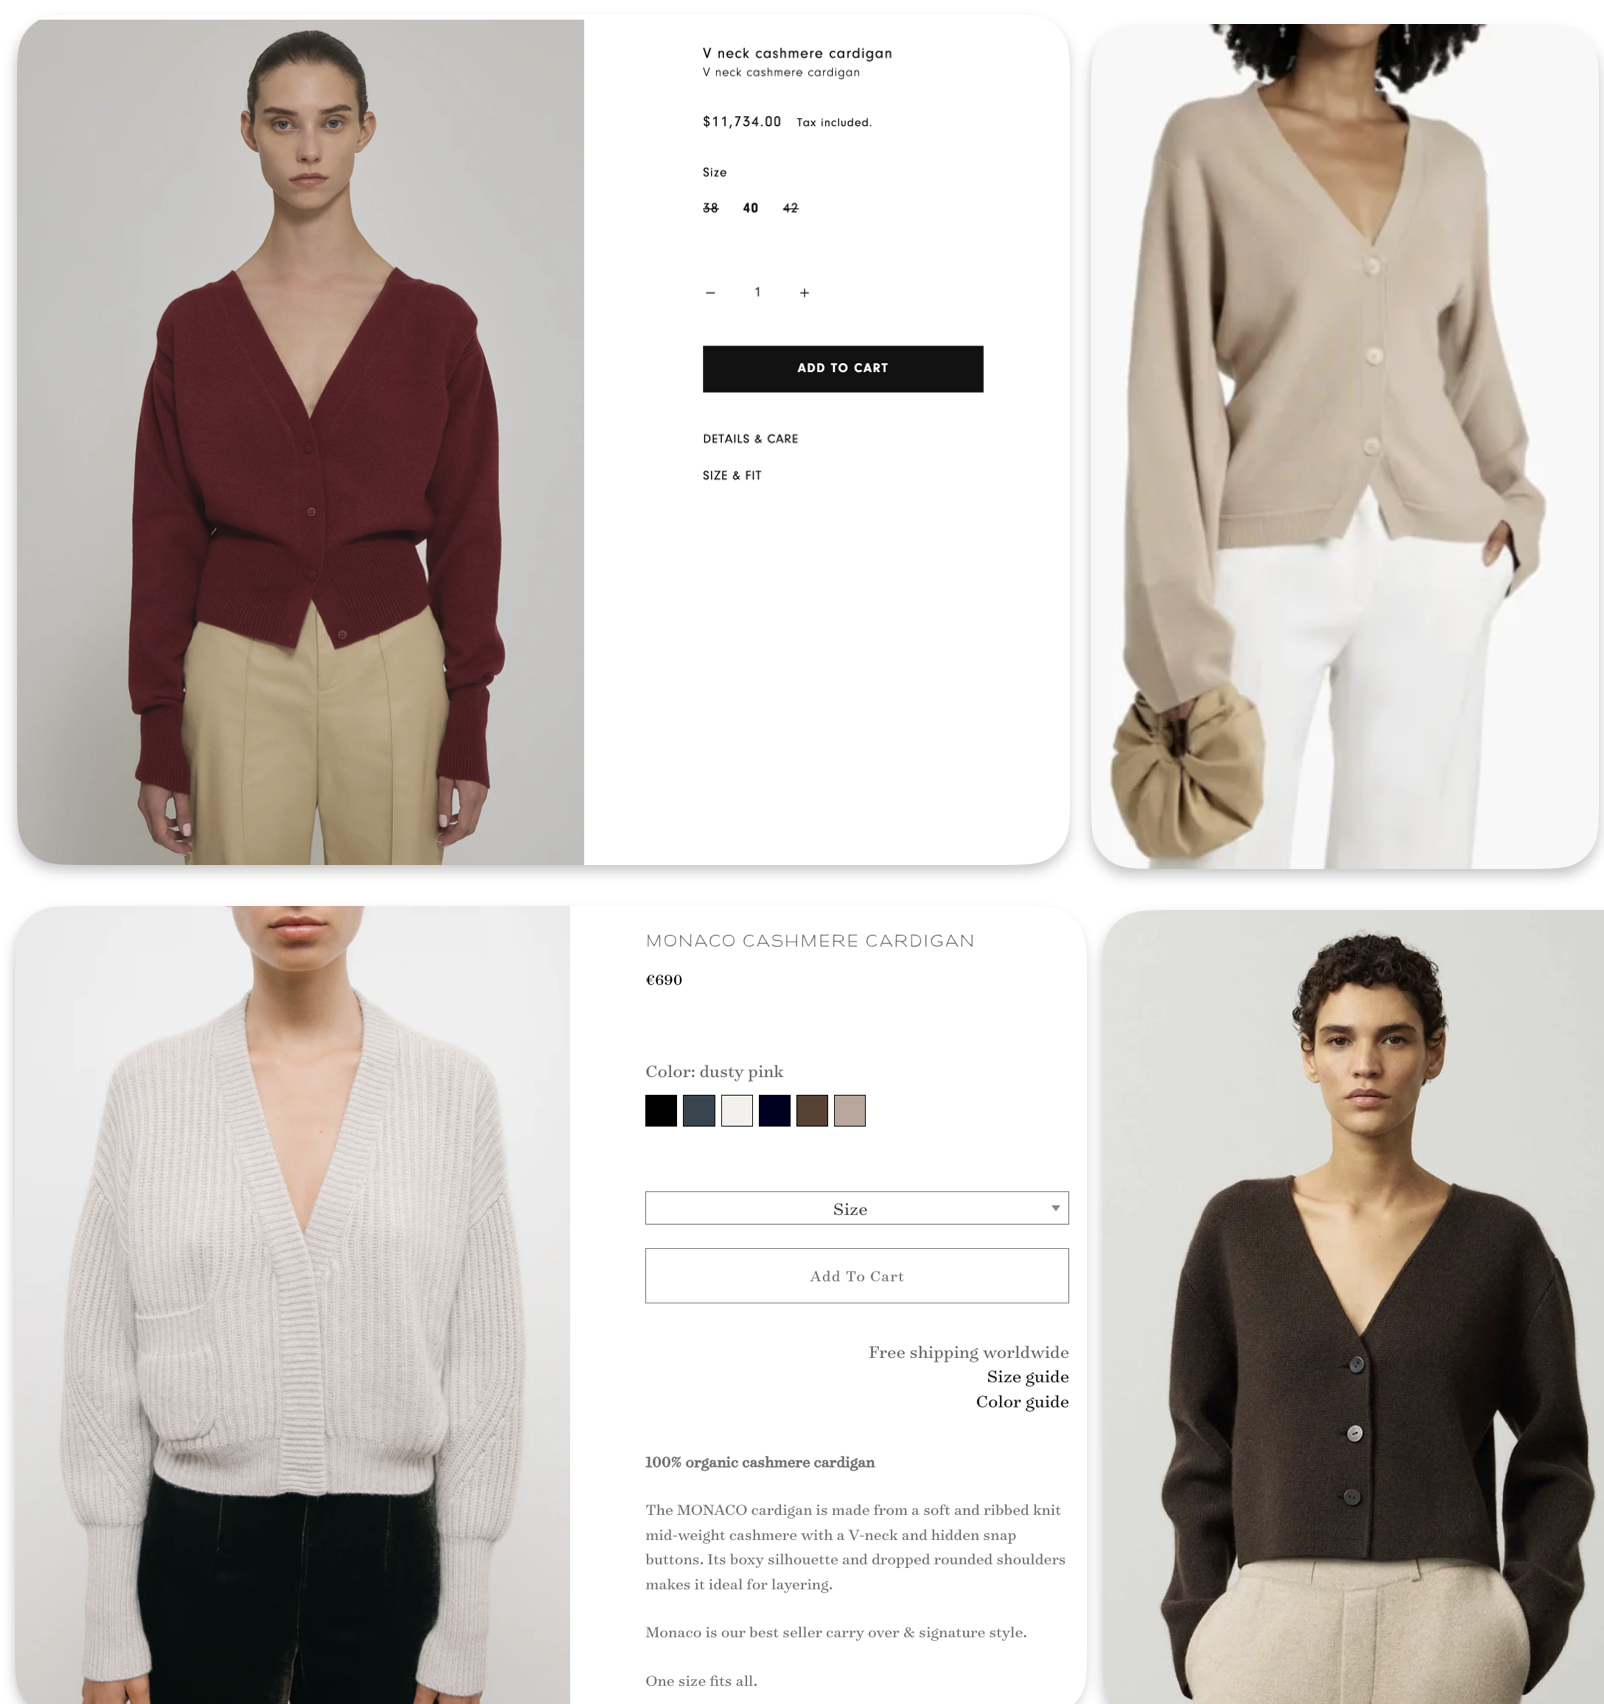 V neck cashmere cardigan
V neck cashmere cardigan
$11,734.00 Tax included.
Size
38 40 42
− 1 +
ADD TO CART
DETAILS & CARE
SIZE & FIT
MONACO CASHMERE CARDIGAN
€690
Color: dusty pink
Size
Add To Cart
Free shipping worldwide
Size guide
Color guide
100% organic cashmere cardigan
The MONACO cardigan is made from a soft and ribbed knit
mid-weight cashmere with a V-neck and hidden snap
buttons. Its boxy silhouette and dropped rounded shoulders
makes it ideal for layering.
Monaco is our best seller carry over & signature style.
One size fits all.